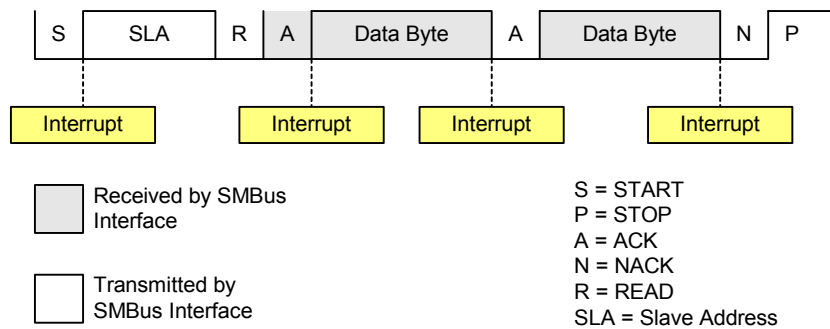 S SLA R A Data Byte A Data Byte N P
Interrupt Interrupt Interrupt Interrupt
Received by SMBus
Interface
Transmitted by
SMBus Interface
S = START
P = STOP
A = ACK
N = NACK
R = READ
SLA = Slave Address